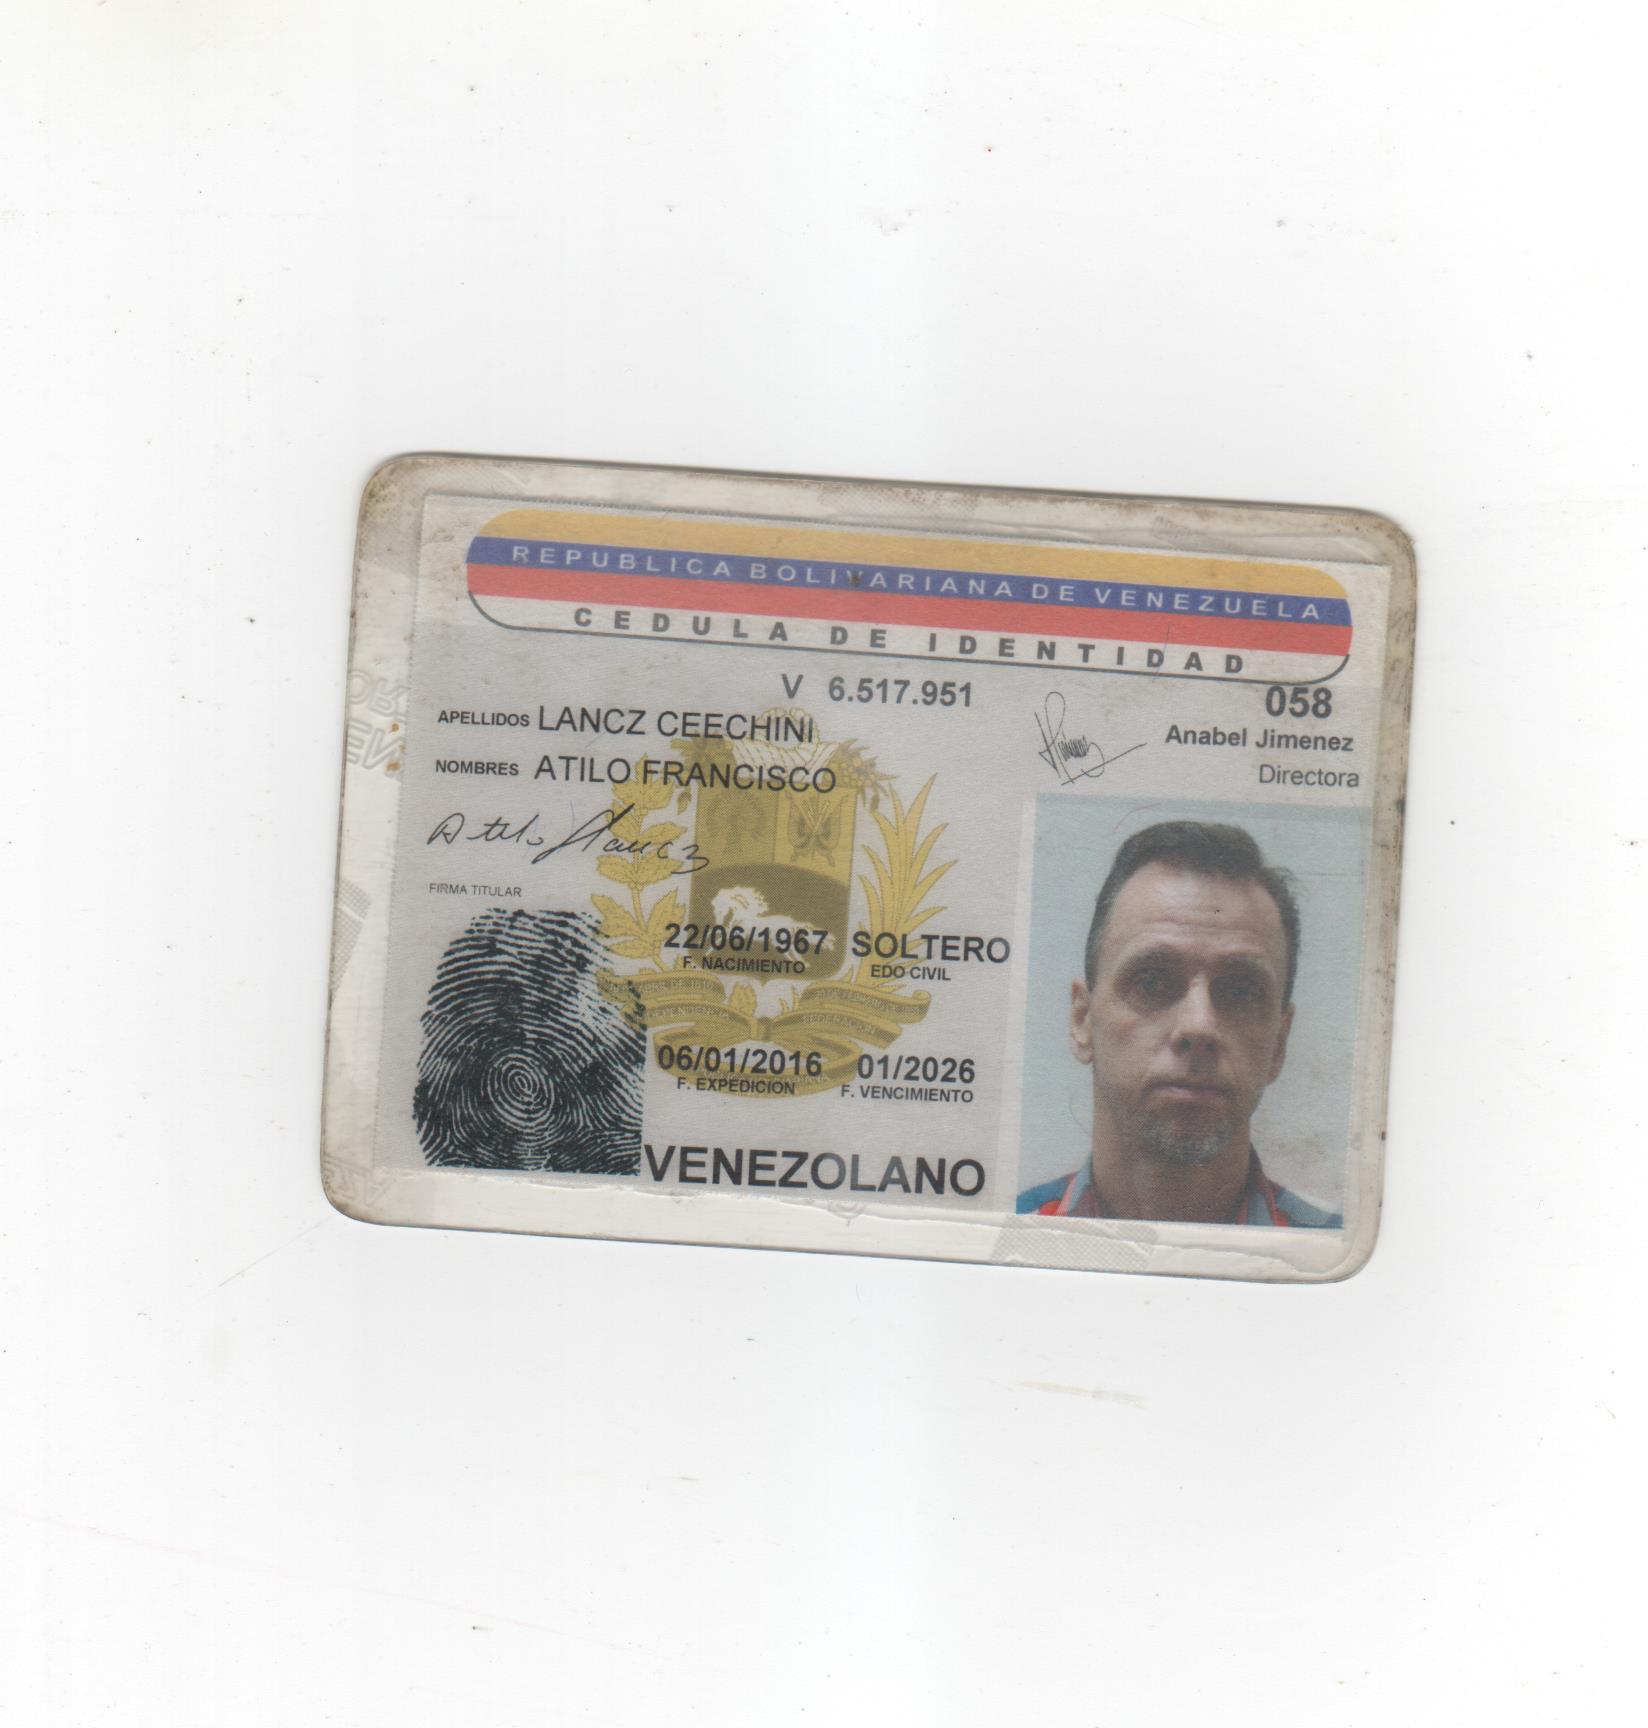 REPUBLICA BOLIVARIANA DE VENEZUELA
CEDULA DE IDENTIDAD
V 6.517.951
058
APELLIDOS LANCZ CEECHINI
Anabel Jimenez
Directora
NOMBRES ATILO FRANCISCO
Atilo Lancz
FIRMA TITULAR
22/06/1967 SOLTERO
F. NACIMIENTO EDO CIVIL
INDEPENDENCIA FEDERACION
06/01/2016 01/2026
F. EXPEDICION F. VENCIMIENTO
VENEZOLANO